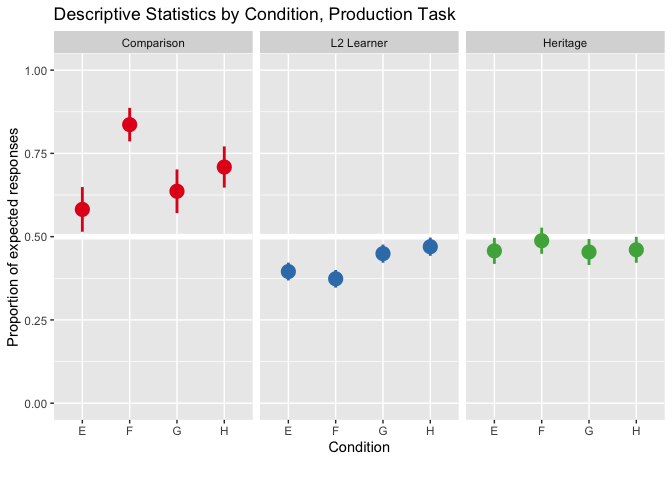 Descriptive Statistics by Condition, Production Task
Comparison
L2 Learner
Heritage
Proportion of expected responses
1.00
0.75
0.50
0.25
0.00
E F G H
E F G H
E F G H
Condition